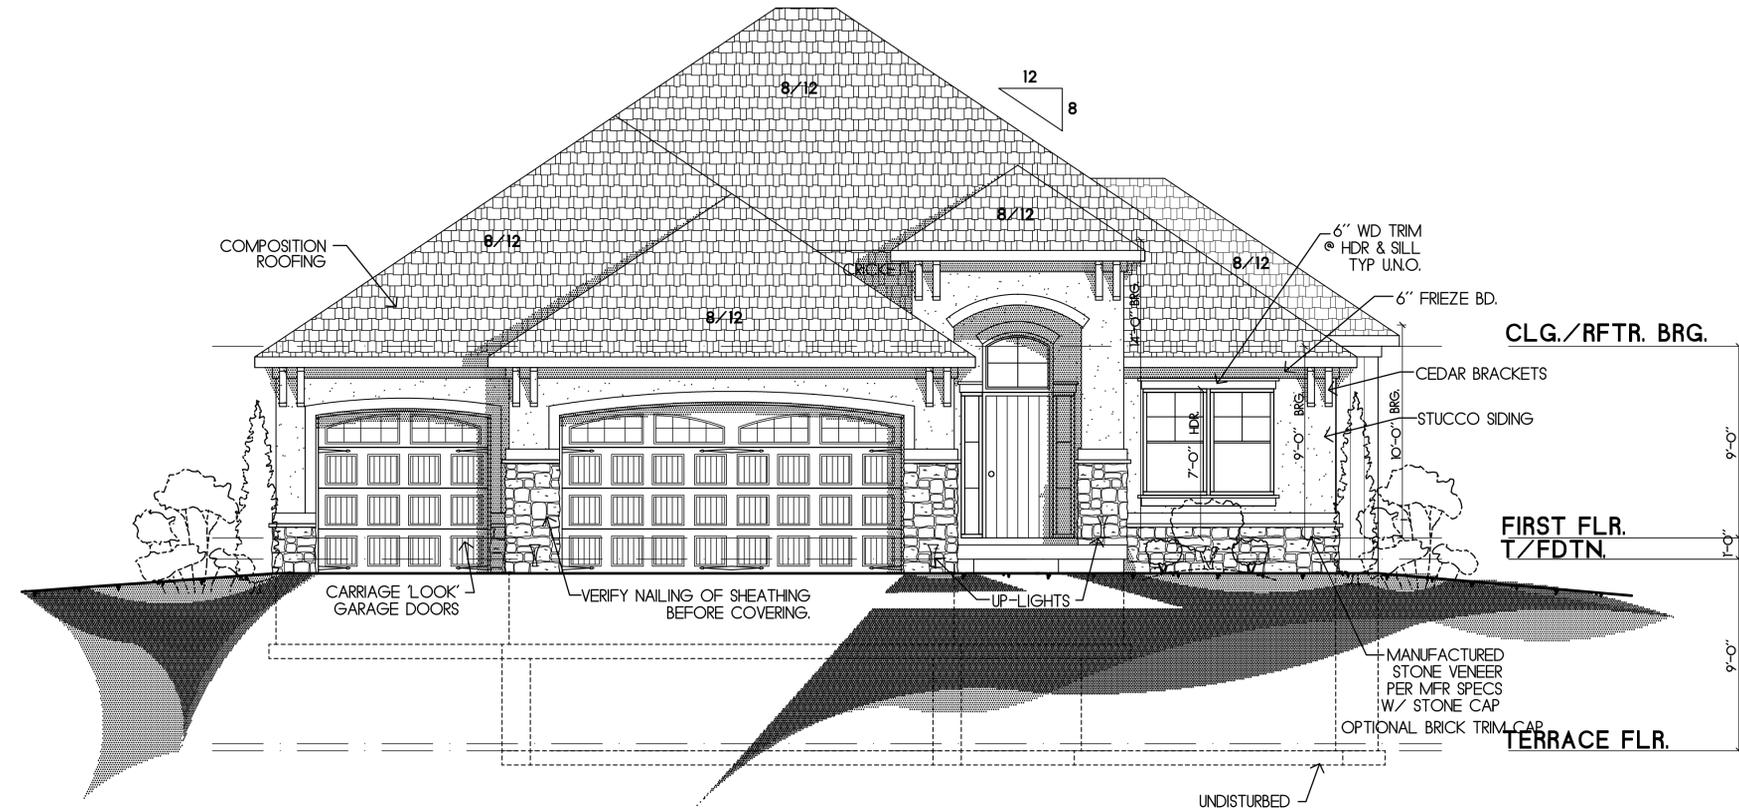 12
8
8/12
8/12
8/12
8/12
8/12
COMPOSITION
ROOFING
CRICKET
6" WD TRIM
@ HDR & SILL
TYP U.N.O.
6" FRIEZE BD.
CLG./RFTR. BRG.
14'-0" BRG.
CEDAR BRACKETS
STUCCO SIDING
7'-0" HDR.
9'-0" BRG.
10'-0" BRG.
9'-0"
FIRST FLR.
T/FDTN.
1'-0"
CARRIAGE 'LOOK'
GARAGE DOORS
VERIFY NAILING OF SHEATHING
BEFORE COVERING.
UP-LIGHTS
MANUFACTURED
STONE VENEER
PER MFR SPECS
W/ STONE CAP
OPTIONAL BRICK TRIM CAP
9'-0"
TERRACE FLR.
UNDISTURBED